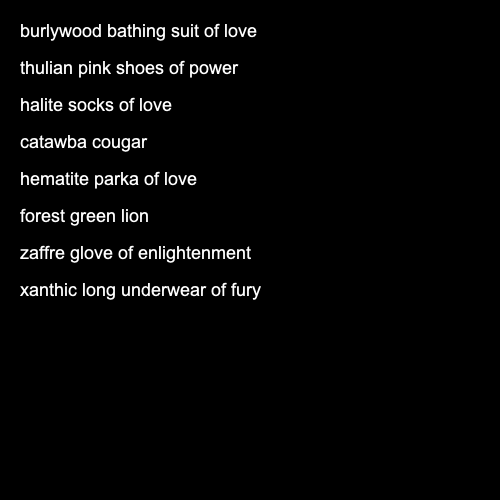 burlywood bathing suit of love
thulian pink shoes of power
halite socks of love
catawba cougar
hematite parka of love
forest green lion
zaffre glove of enlightenment
xanthic long underwear of fury